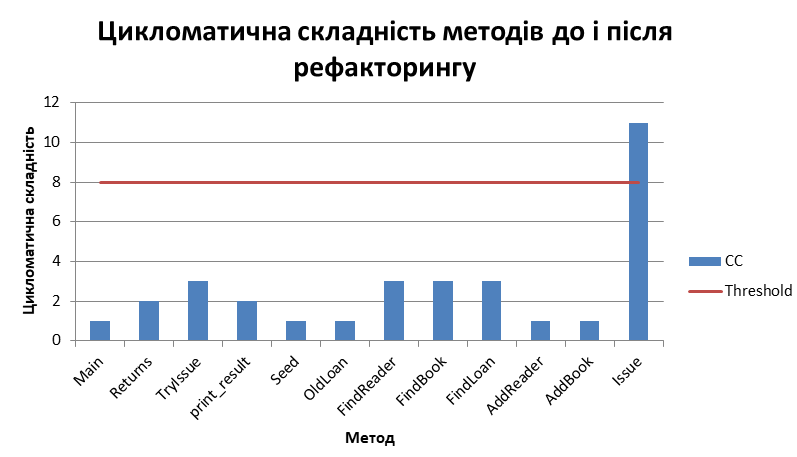 Цикломатична складність методів до і після
рефакторингу
Цикломатична складність
12
10
8
6
4
2
0
Main
Returns
TryIssue
print_result
Seed
OldLoan
FindReader
FindBook
FindLoan
AddReader
AddBook
Issue
Метод
CC
Threshold